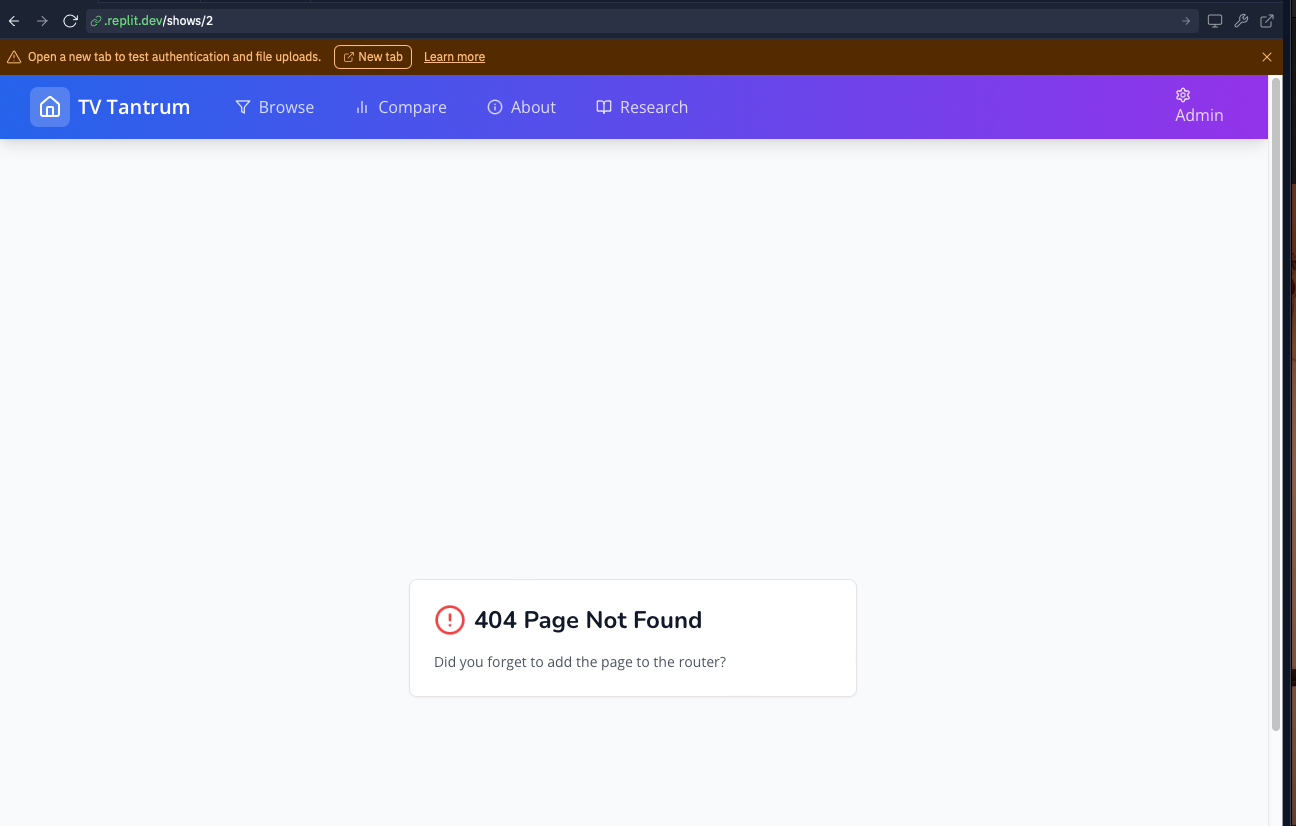 .replit.dev/shows/2
Open a new tab to test authentication and file uploads. New tab Learn more
TV Tantrum Browse Compare About Research Admin
404 Page Not Found
Did you forget to add the page to the router?